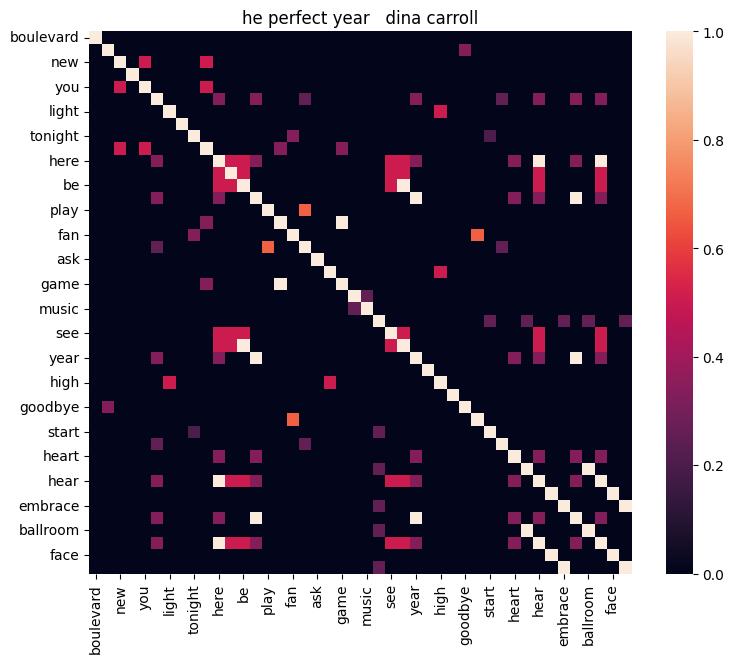 he perfect year   dina carroll
boulevard
new
you
light
tonight
here
be
play
fan
ask
game
music
see
year
high
goodbye
start
heart
hear
embrace
ballroom
face
1.0
0.8
0.6
0.4
0.2
0.0
boulevard
new
you
light
tonight
here
be
play
fan
ask
game
music
see
year
high
goodbye
start
heart
hear
embrace
ballroom
face